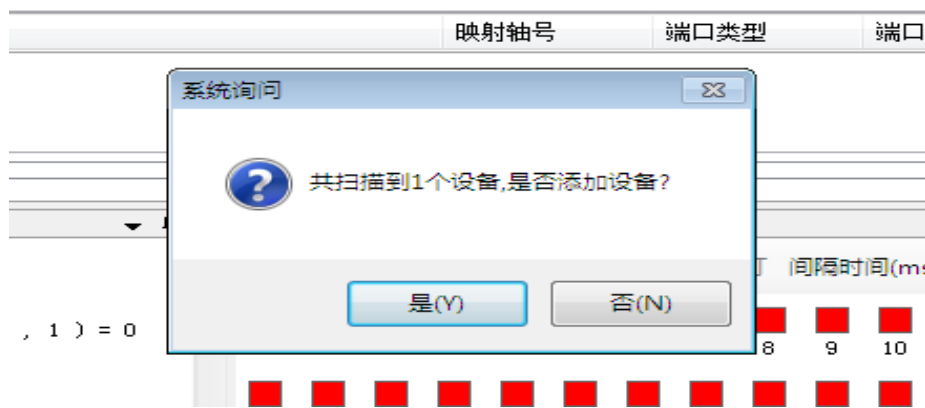 映射轴号 端口类型 端口
系统询问
共扫描到1个设备,是否添加设备?
间隔时间(ms
是(Y) 否(N)
, 1 ) = 0
8 9 10